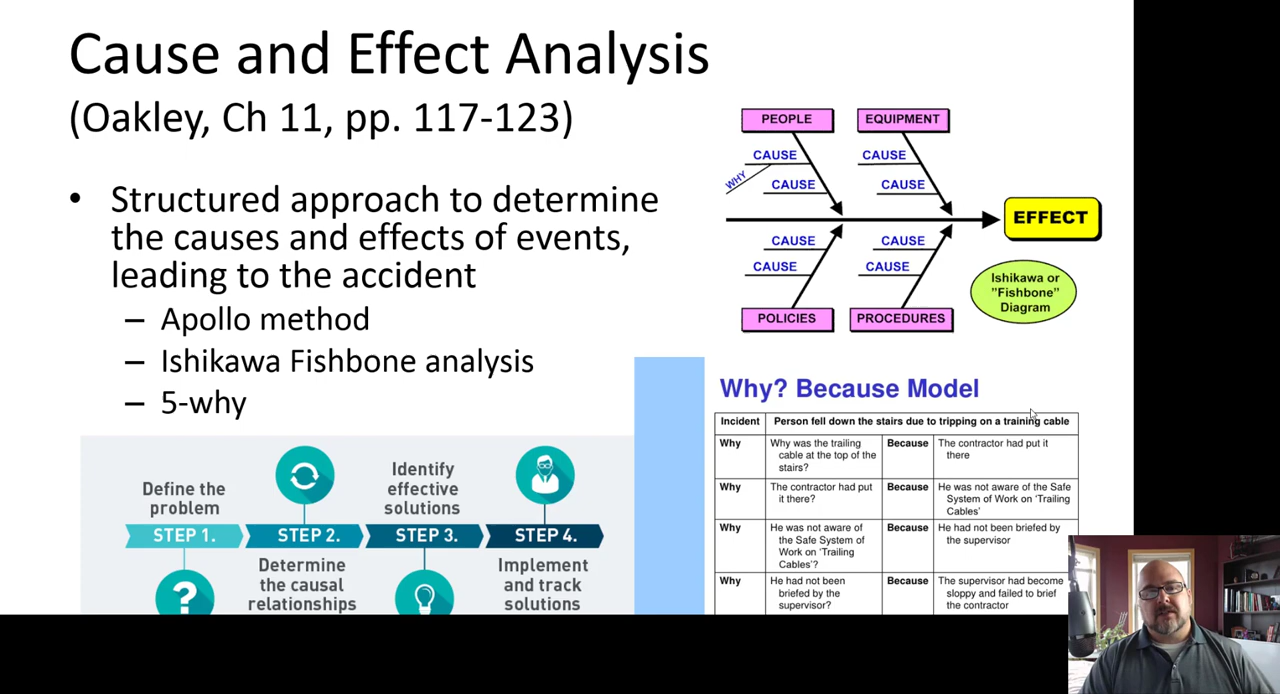 Cause and Effect Analysis
(Oakley, Ch 11, pp. 117-123)
• Structured approach to determine
the causes and effects of events,
leading to the accident
– Apollo method
– Ishikawa Fishbone analysis
– 5-why
PEOPLE
EQUIPMENT
CAUSE
CAUSE
WHY
CAUSE
CAUSE
EFFECT
CAUSE
CAUSE
CAUSE
CAUSE
POLICIES
PROCEDURES
Ishikawa or
"Fishbone"
Diagram
Define the
problem
Identify
effective
solutions
STEP 1.
STEP 2.
STEP 3.
STEP 4.
?
Determine
the causal
relationships
Implement
and track
solutions
Why? Because Model
Incident
Person fell down the stairs due to tripping on a training cable
Why
Why was the trailing
cable at the top of the
stairs?
Because
The contractor had put it
there
Why
The contractor had put
it there?
Because
He was not aware of the Safe
System of Work on 'Trailing
Cables'
Why
He was not aware of
the Safe System of
Work on 'Trailing
Cables'?
Because
He had not been briefed by
the supervisor
Why
He had not been
briefed by the
supervisor?
Because
The supervisor had become
sloppy and failed to brief
the contractor